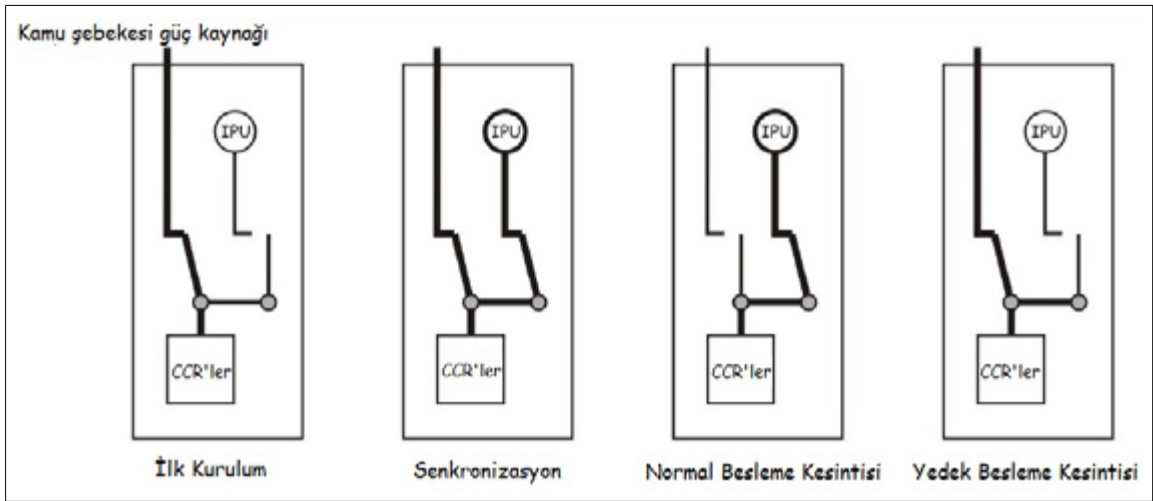 Kamu şebekesi güç kaynağı
IPU
IPU
IPU
IPU
CCR'ler
CCR'ler
CCR'ler
CCR'ler
İlk Kurulum
Senkronizasyon
Normal Besleme Kesintisi
Yedek Besleme Kesintisi